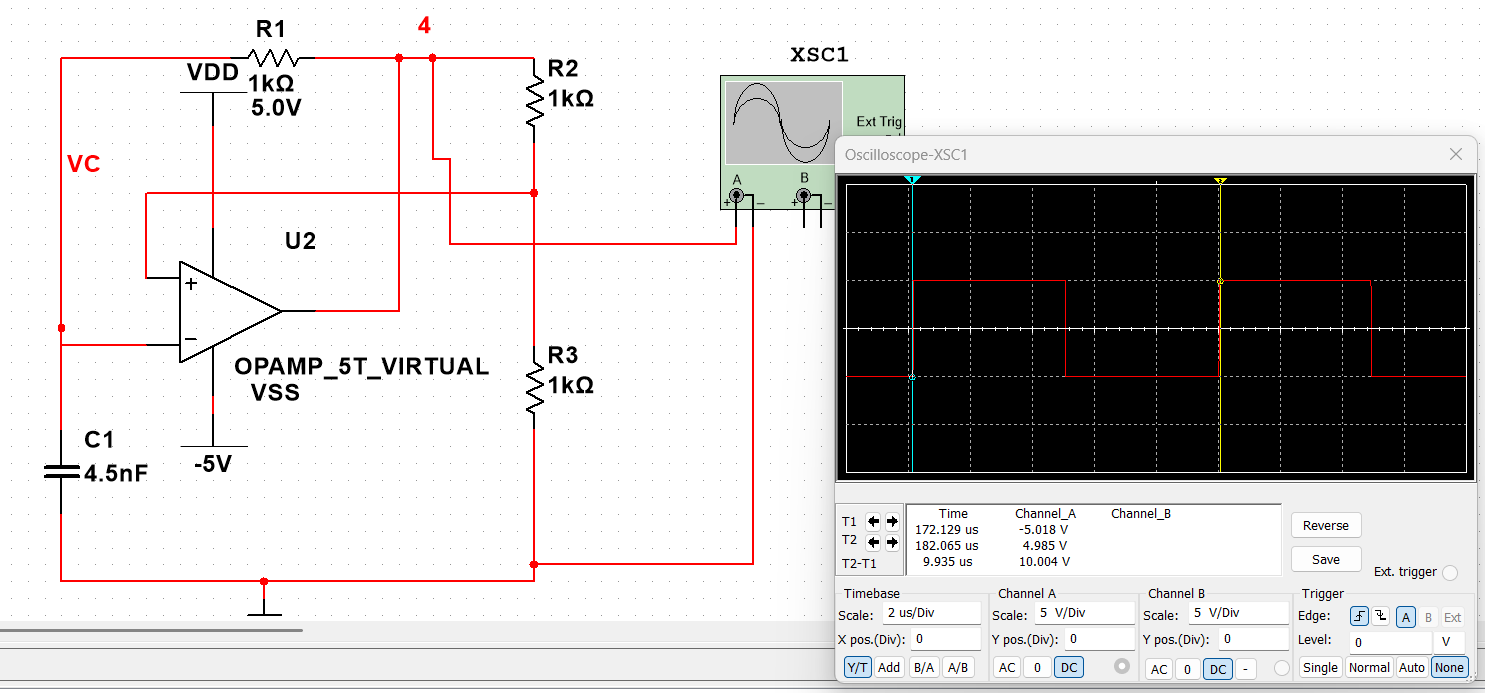 R1
4
XSC1
VDD
1kΩ
5.0V
R2
1kΩ
Ext Trig
VC
A
B
+
−
+
−
U2
+
−
OPAMP_5T_VIRTUAL
VSS
R3
1kΩ
C1
4.5nF
-5V
Oscilloscope-XSC1
1
2
Time Channel_A Channel_B
T1 172.129 us -5.018 V
T2 182.065 us 4.985 V
T2-T1 9.935 us 10.004 V
Reverse
Save
Ext. trigger
Timebase
Scale: 2 us/Div
X pos.(Div): 0
Y/T Add B/A A/B
Channel A
Scale: 5 V/Div
Y pos.(Div): 0
AC 0 DC
Channel B
Scale: 5 V/Div
Y pos.(Div): 0
AC 0 DC -
Trigger
Edge: A B Ext
Level: 0 V
Single Normal Auto None